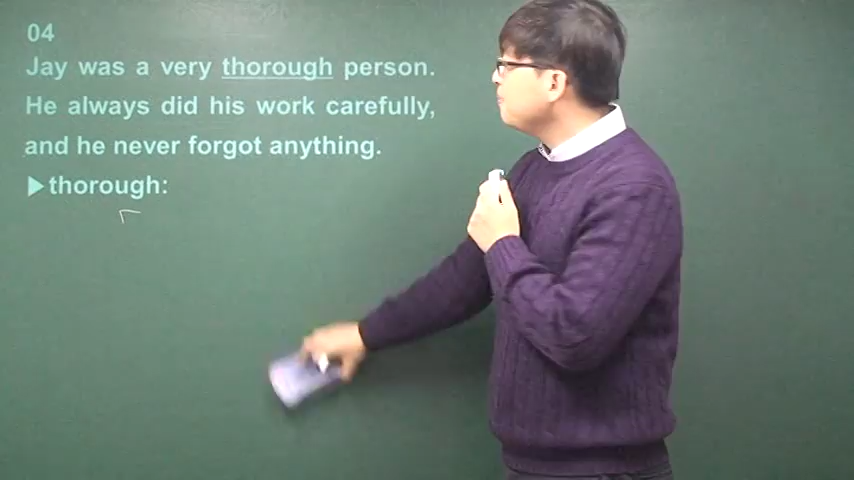 04
Jay was a very thorough person.
He always did his work carefully,
and he never forgot anything.
▶thorough: